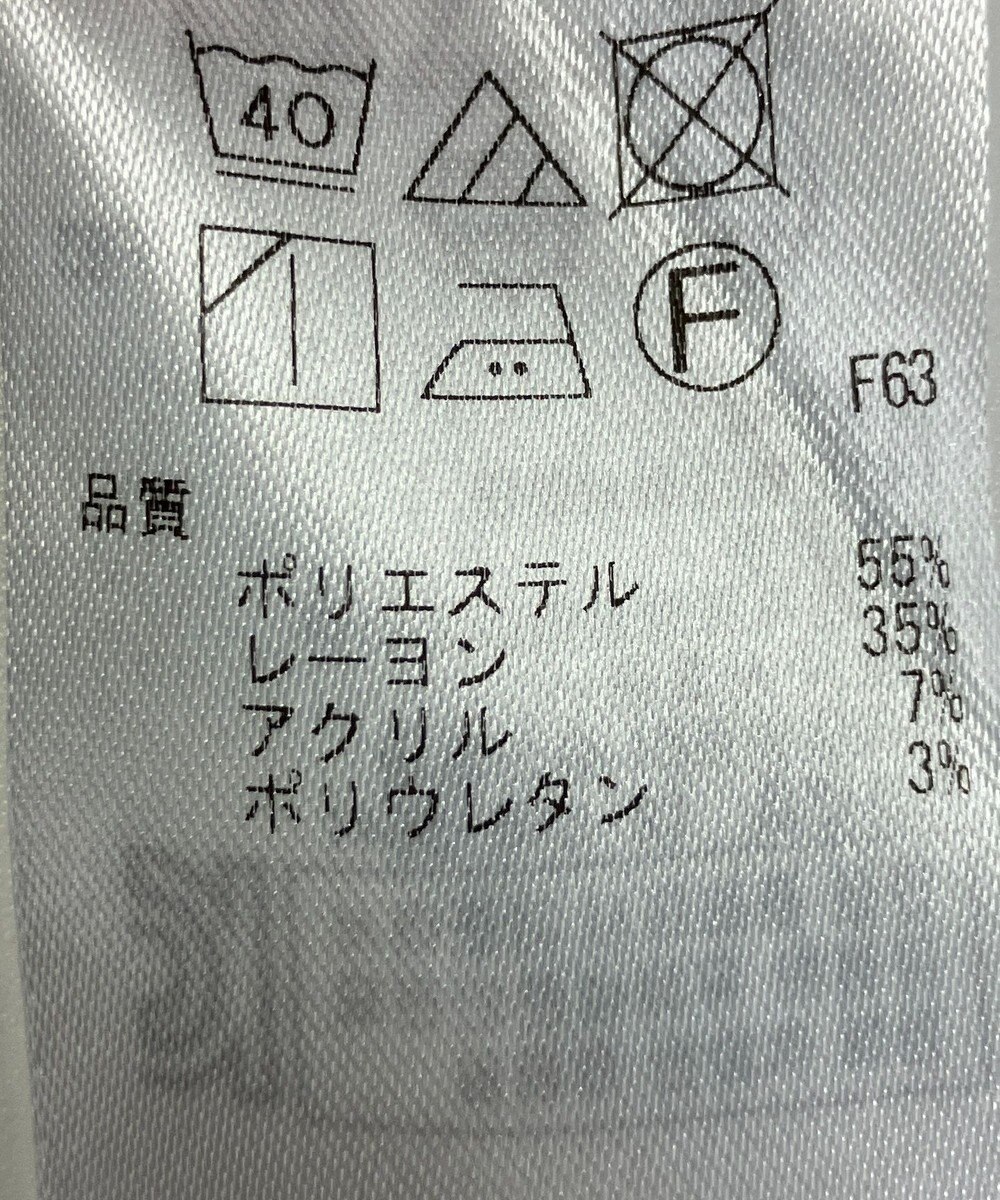 40
F
F63
品質
ポリエステル 55%
レーヨン 35%
アクリル 7%
ポリウレタン 3%